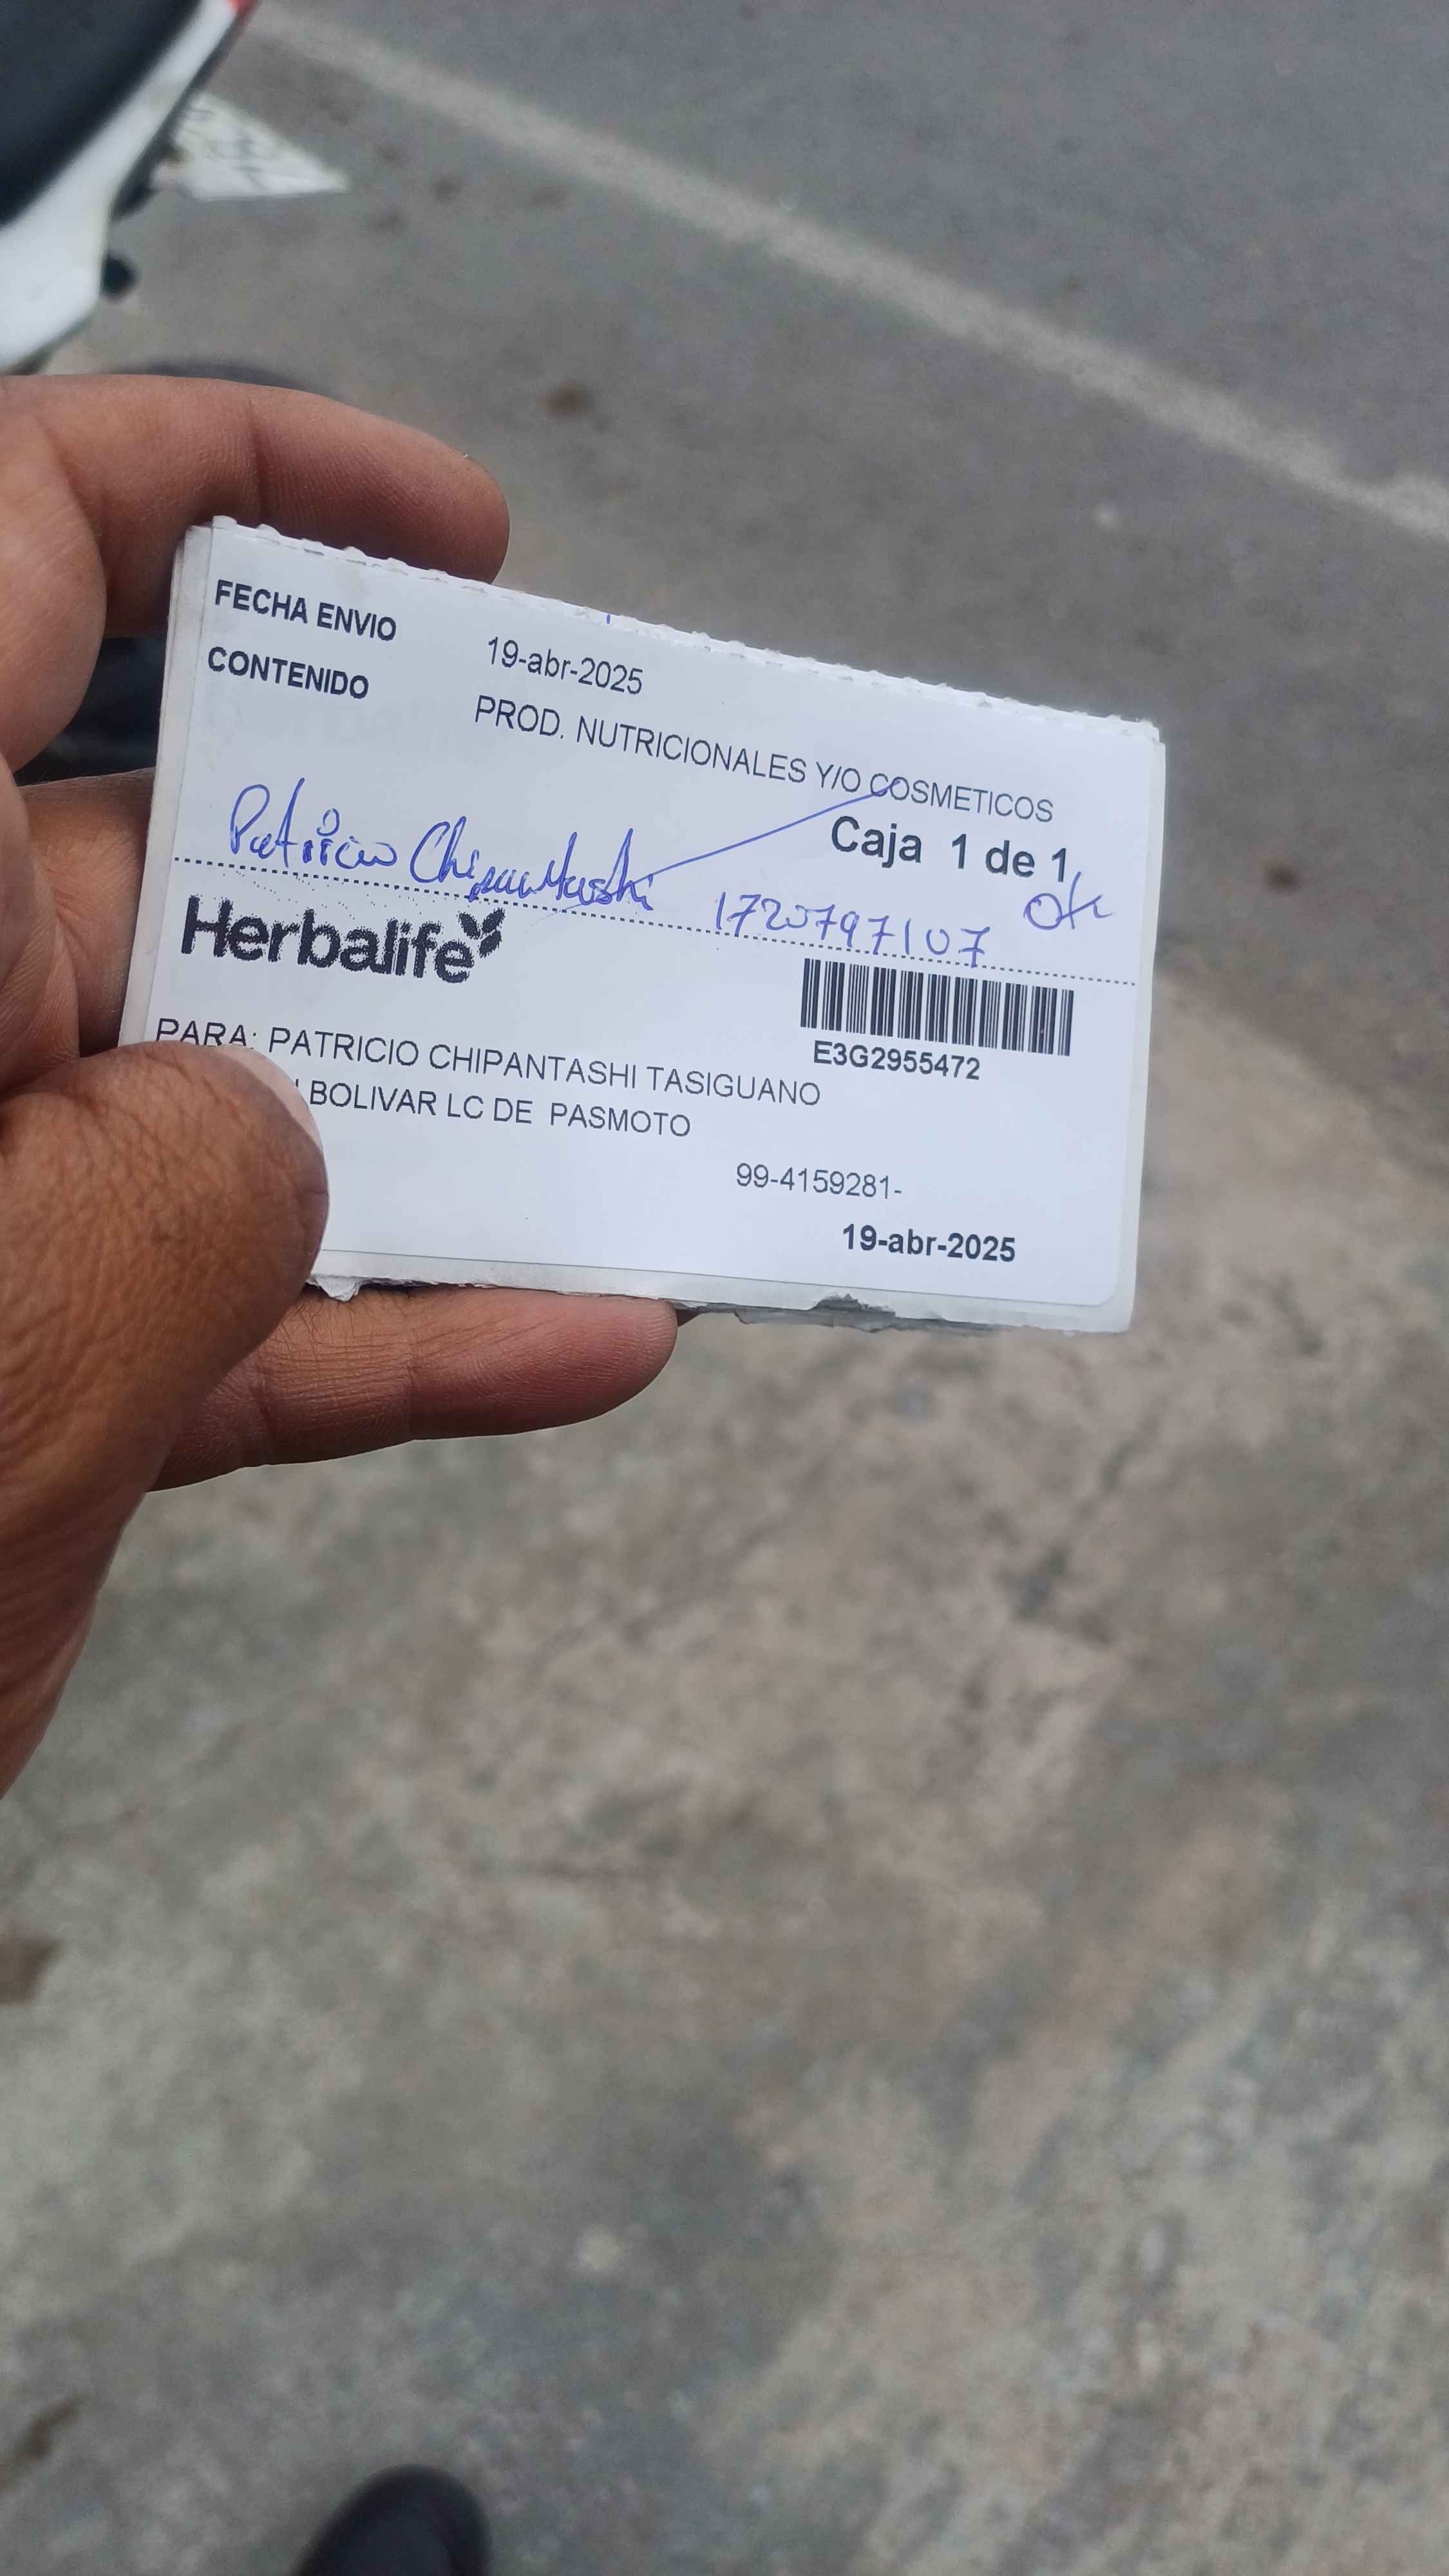 FECHA ENVIO 19-abr-2025
CONTENIDO PROD. NUTRICIONALES Y/O COSMETICOS
Caja 1 de 1
Patricio Chipantashi 1720797107 Ok
Herbalife
E3G2955472
PARA: PATRICIO CHIPANTASHI TASIGUANO
BOLIVAR LC DE PASMOTO
99-4159281-
19-abr-2025